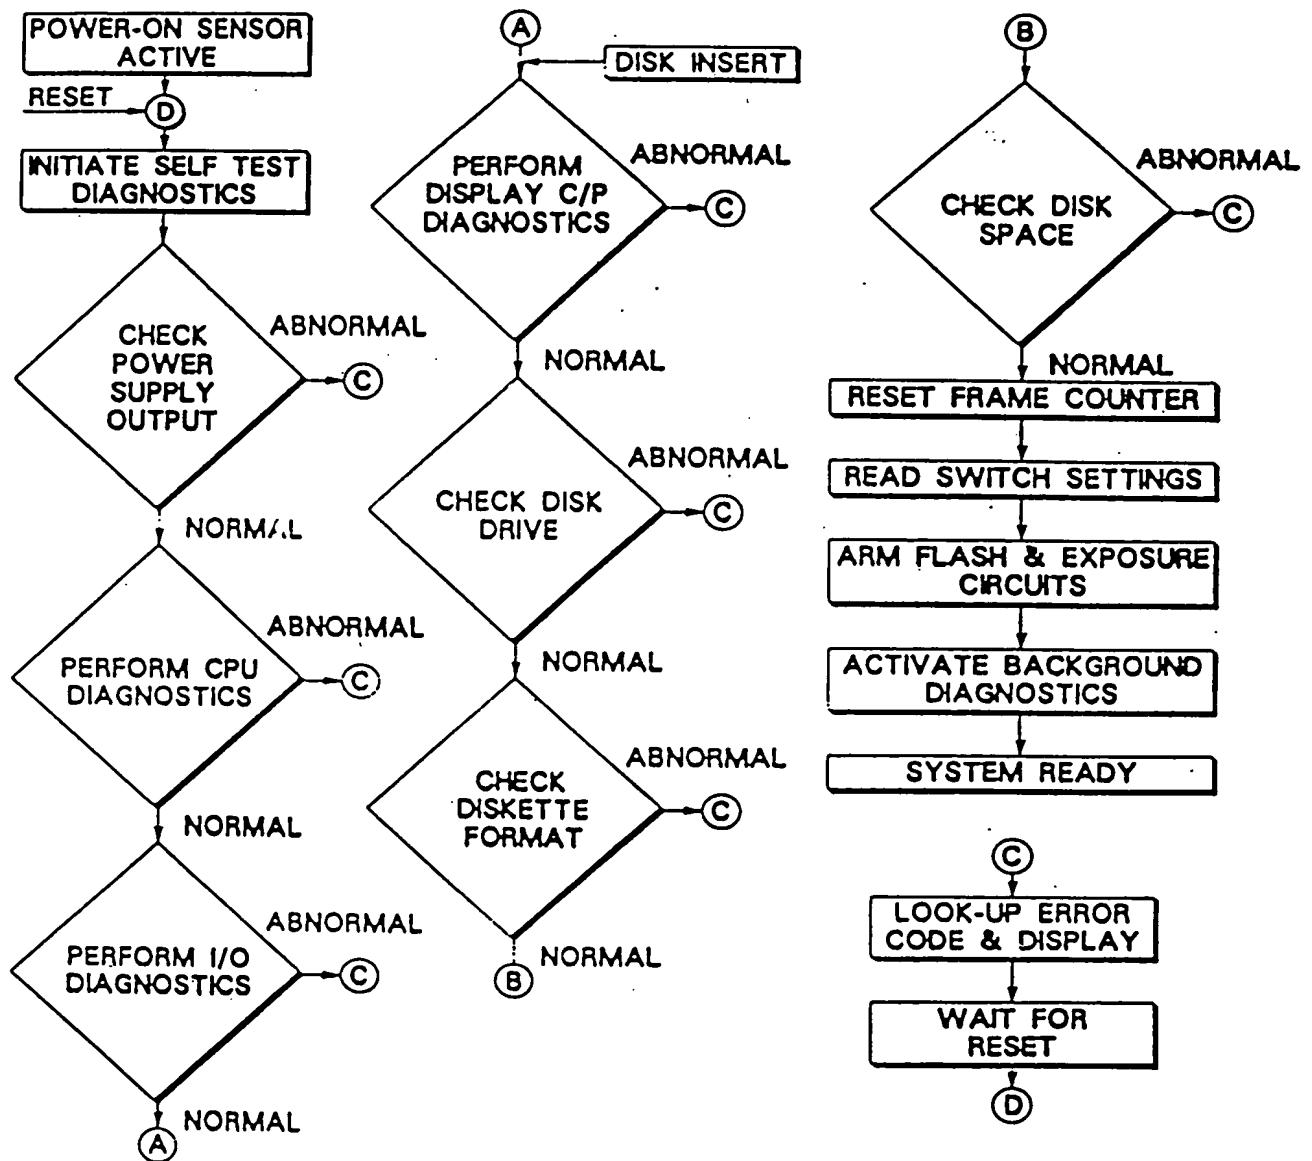 POWER-ON SENSOR
ACTIVE
RESET
D
INITIATE SELF TEST
DIAGNOSTICS
CHECK
POWER
SUPPLY
OUTPUT
ABNORMAL
C
NORMAL
PERFORM CPU
DIAGNOSTICS
ABNORMAL
C
NORMAL
PERFORM I/O
DIAGNOSTICS
ABNORMAL
C
NORMAL
A
A
DISK INSERT
PERFORM
DISPLAY C/P
DIAGNOSTICS
ABNORMAL
C
NORMAL
CHECK DISK
DRIVE
ABNORMAL
C
NORMAL
CHECK
DISKETTE
FORMAT
ABNORMAL
C
NORMAL
B
B
CHECK DISK
SPACE
ABNORMAL
C
NORMAL
RESET FRAME COUNTER
READ SWITCH SETTINGS
ARM FLASH & EXPOSURE
CIRCUITS
ACTIVATE BACKGROUND
DIAGNOSTICS
SYSTEM READY
C
LOOK-UP ERROR
CODE & DISPLAY
WAIT FOR
RESET
D